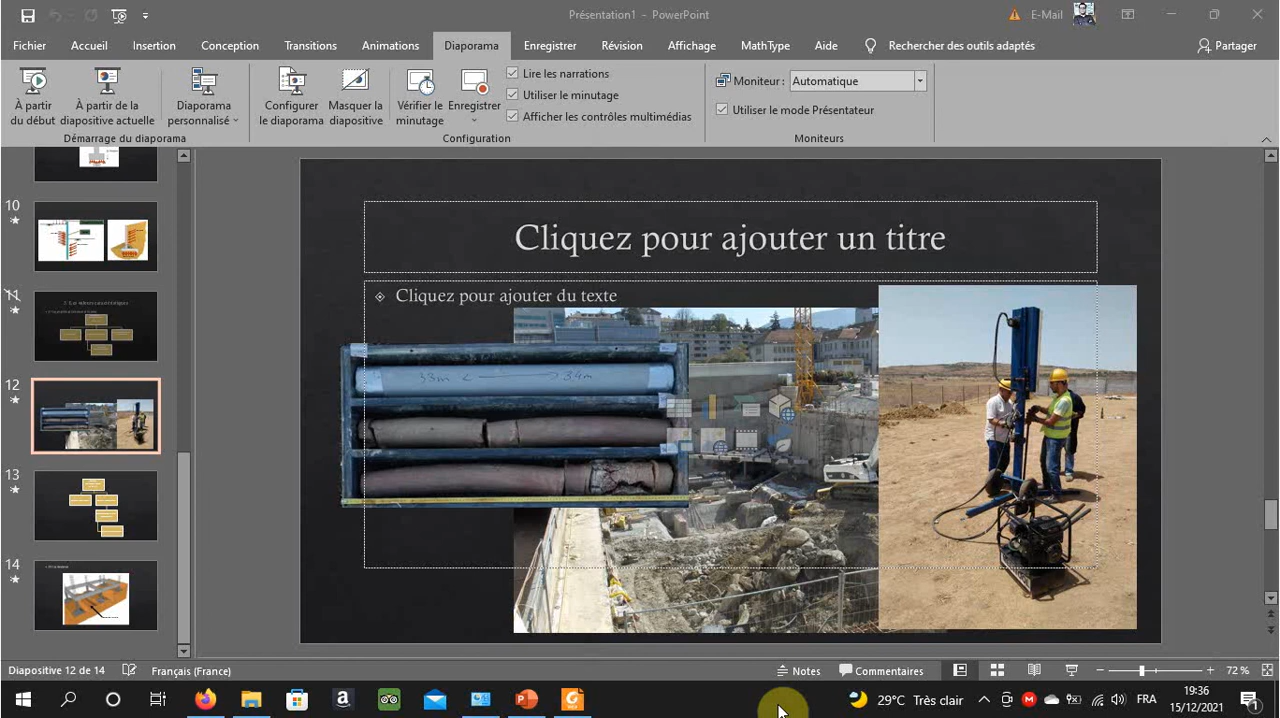 Présentation1 - PowerPoint
E-Mail
Fichier
Accueil
Insertion
Conception
Transitions
Animations
Diaporama
Enregistrer
Révision
Affichage
MathType
Aide
Rechercher des outils adaptés
Partager
À partir
du début
À partir de la
diapositive actuelle
Diaporama
personnalisé
Démarrage du diaporama
Configurer
le diaporama
Masquer la
diapositive
Vérifier le
minutage
Enregistrer
Lire les narrations
Utiliser le minutage
Afficher les contrôles multimédias
Configuration
Moniteur :
Automatique
Utiliser le mode Présentateur
Moniteurs
10
11
12
13
14
Cliquez pour ajouter un titre
Cliquez pour ajouter du texte
33m
34m
Diapositive 12 de 14
Français (France)
Notes
Commentaires
72 %
29°C Très clair
FRA
19:36
15/12/2021
1